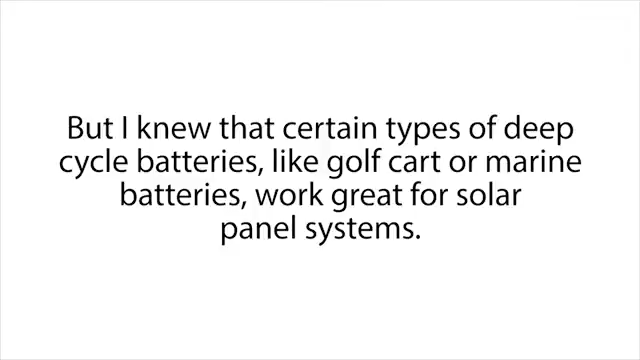 But I knew that certain types of deep
cycle batteries, like golf cart or marine
batteries, work great for solar
panel systems.